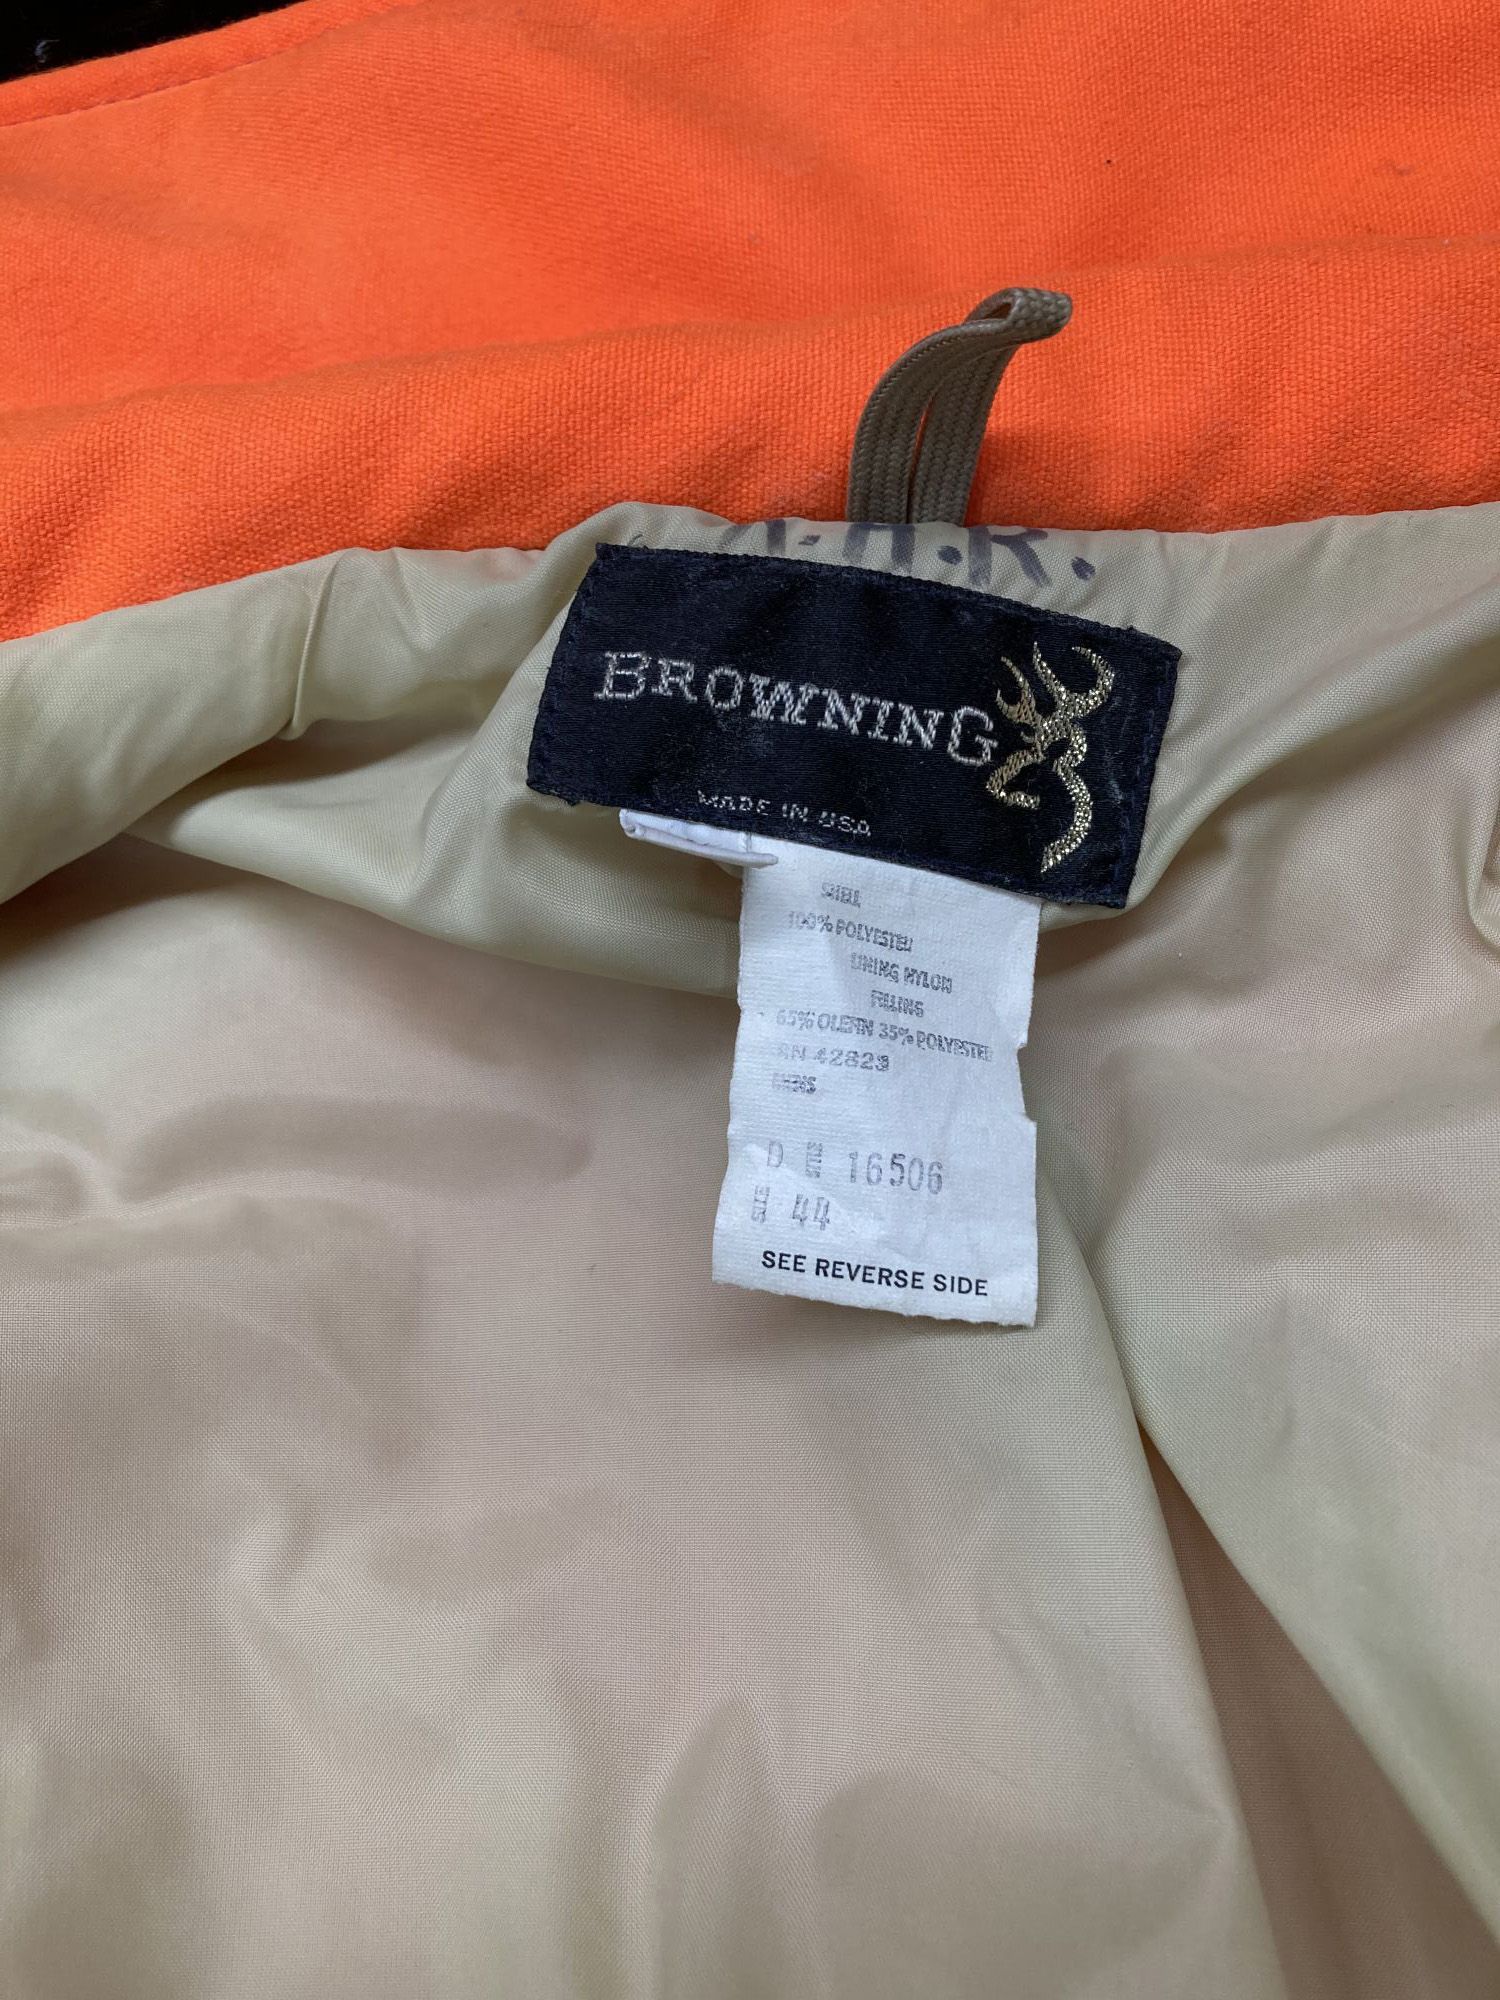 .H.R.
BROWNING
MADE IN USA
SHELL
100% POLYESTER
LINING NYLON
FILLING
65% OLEFIN 35% POLYESTER
RN 42823
MENS
D 16506
44
SEE REVERSE SIDE